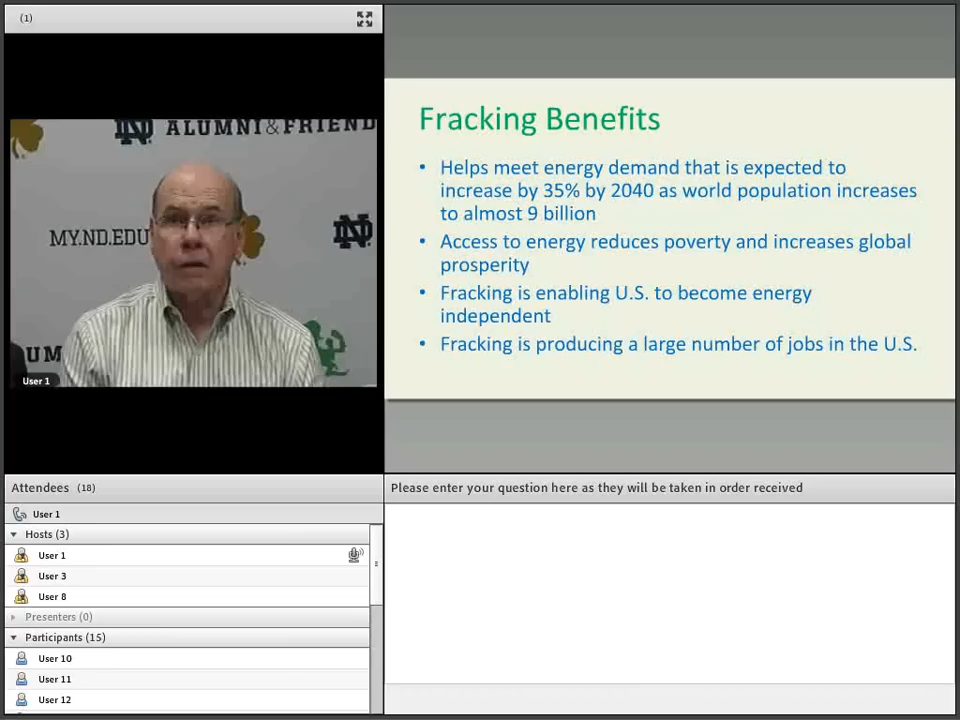 (1)
ND ALUMNI&FRIEND
MY.ND.EDU
ND
UM
User 1
Fracking Benefits
• Helps meet energy demand that is expected to
increase by 35% by 2040 as world population increases
to almost 9 billion
• Access to energy reduces poverty and increases global
prosperity
• Fracking is enabling U.S. to become energy
independent
• Fracking is producing a large number of jobs in the U.S.
Attendees (18)
User 1
Hosts (3)
User 1
User 3
User 8
Presenters (0)
Participants (15)
User 10
User 11
User 12
Please enter your question here as they will be taken in order received